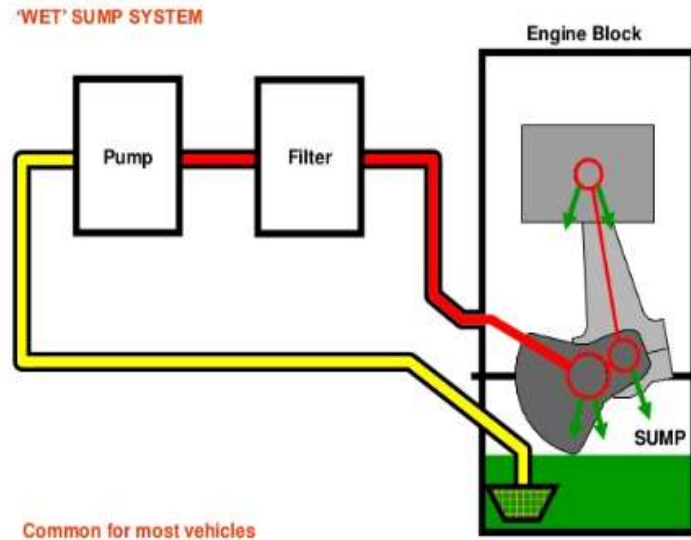 'WET' SUMP SYSTEM
Engine Block
Pump
Filter
SUMP
Common for most vehicles